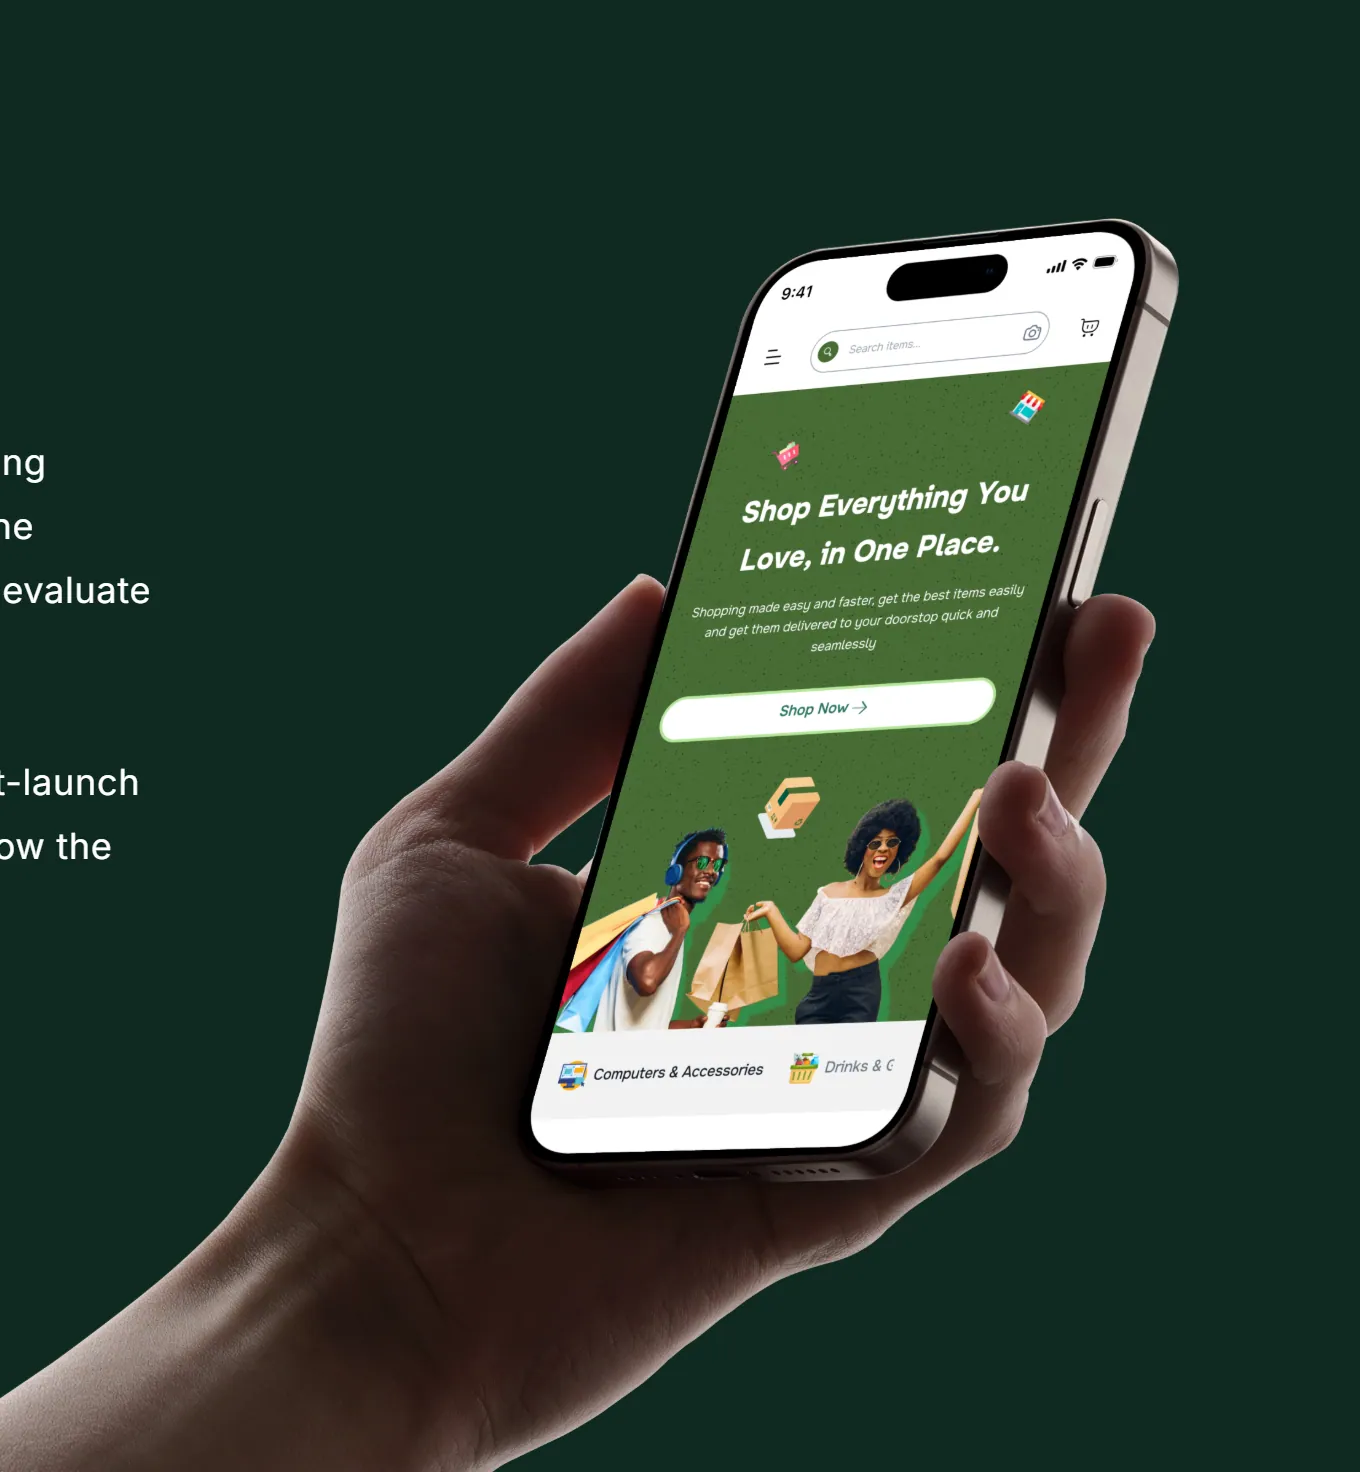 ng
ne
evaluate
t-launch
ow the
9:41
Search items...
Shop Everything You
Love, in One Place.
Shopping made easy and faster, get the best items easily
and get them delivered to your doorstop quick and
seamlessly
Shop Now →
Computers & Accessories
Drinks & G